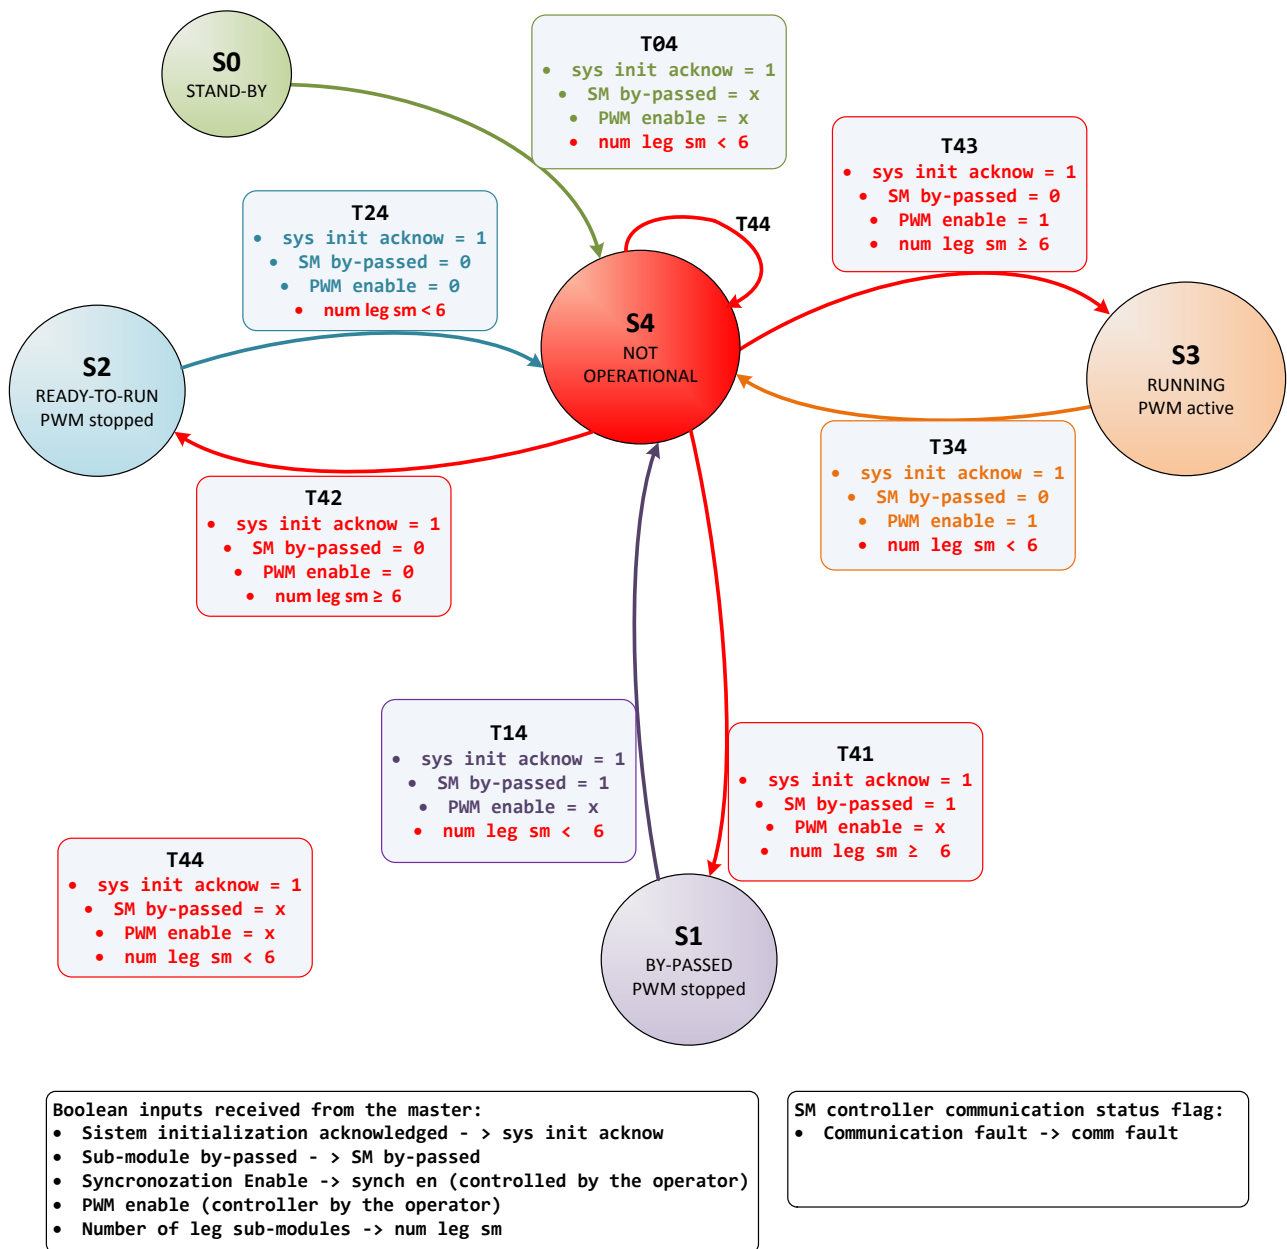 S0
STAND-BY
T04
• sys init acknow = 1
• SM by-passed = x
• PWM enable = x
• num leg sm < 6
T43
• sys init acknow = 1
• SM by-passed = 0
• PWM enable = 1
• num leg sm ≥ 6
T24
• sys init acknow = 1
• SM by-passed = 0
• PWM enable = 0
• num leg sm < 6
T44
S4
NOT
OPERATIONAL
S2
READY-TO-RUN
PWM stopped
S3
RUNNING
PWM active
T34
• sys init acknow = 1
• SM by-passed = 0
• PWM enable = 1
• num leg sm < 6
T42
• sys init acknow = 1
• SM by-passed = 0
• PWM enable = 0
• num leg sm ≥ 6
T14
• sys init acknow = 1
• SM by-passed = 1
• PWM enable = x
• num leg sm < 6
T41
• sys init acknow = 1
• SM by-passed = 1
• PWM enable = x
• num leg sm ≥ 6
T44
• sys init acknow = 1
• SM by-passed = x
• PWM enable = x
• num leg sm < 6
S1
BY-PASSED
PWM stopped
Boolean inputs received from the master:
• Sistem initialization acknowledged - > sys init acknow
• Sub-module by-passed - > SM by-passed
• Syncronozation Enable -> synch en (controlled by the operator)
• PWM enable (controller by the operator)
• Number of leg sub-modules -> num leg sm
SM controller communication status flag:
• Communication fault -> comm fault